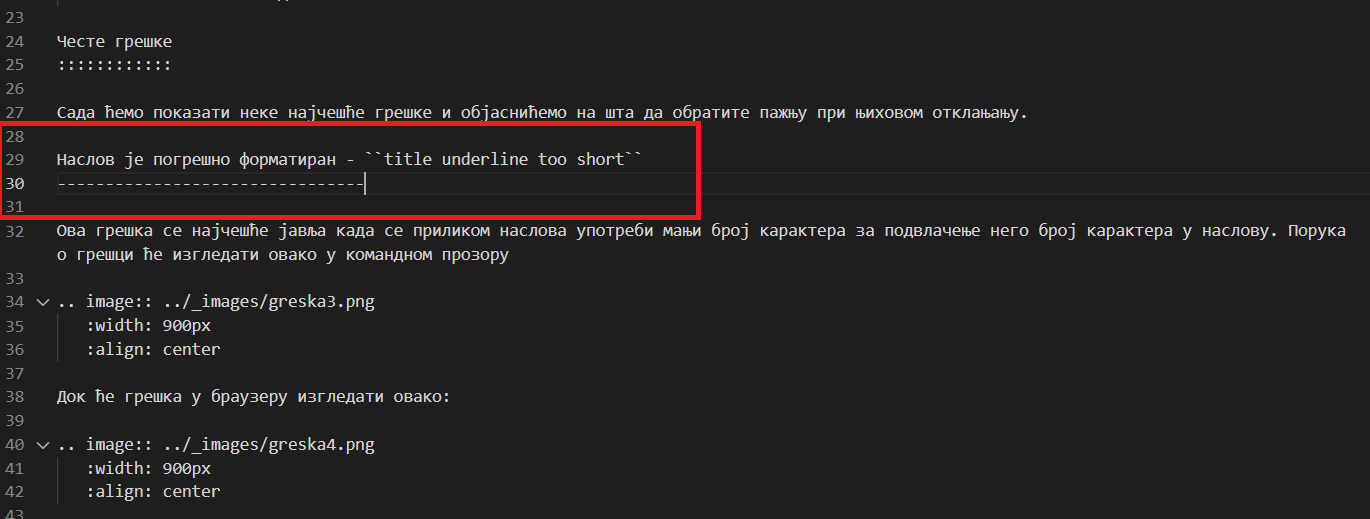 23
24 Честе грешке
25 ::::::::::::
26
27 Сада ћемо показати неке најчешће грешке и објаснићемо на шта да обратите пажњу при њиховом отклањању.
28
29 Наслов је погрешно форматиран - ``title underline too short``
30 --------------------------------
31
32 Ова грешка се најчешће јавља када се приликом наслова употреби мањи број карактера за подвлачење него број карактера у наслову. Порука
о грешци ће изгледати овако у командном прозору
33
34 .. image:: ../_images/greska3.png
35 :width: 900px
36 :align: center
37
38 Док ће грешка у браузеру изгледати овако:
39
40 .. image:: ../_images/greska4.png
41 :width: 900px
42 :align: center
43